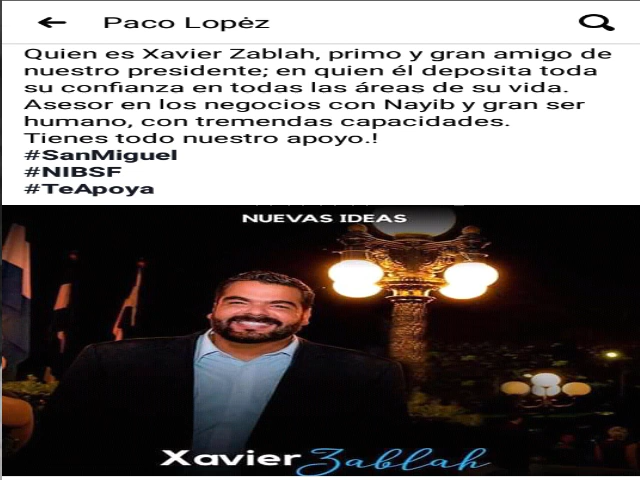 Paco Lopėz
Quien es Xavier Zablah, primo y gran amigo de
nuestro presidente; en quien él deposita toda
su confianza en todas las áreas de su vida.
Asesor en los negocios con Nayib y gran ser
humano, con tremendas capacidades.
Tienes todo nuestro apoyo.!
#SanMiguel
#NIBSF
#TeApoya
NUEVAS IDEAS
Xavier Zablah